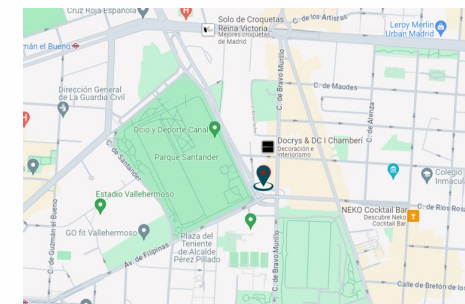 Cruz Roja Española
Solo de Croquetas
Reina Victoria
Mejores croquetas
de Madrid
C. de los Artistas
Leroy Merlin
Urban Madrid
mán el Bueno
C. de Bravo Murillo
C. de Maudes
Dirección General
de La Guardia Civil
C. de Alenza
Ocio y Deporte Canal
Docrys & DC I Chamberí
Decoración e
interiorismo
Parque Santander
C. de Santander
Colegio
Inmacul
Estadio Vallehermoso
C. de Ríos Rosa
NEKO Cocktail Bar
Descubre Neko
Cocktail Bar
GO fit Vallehermoso
Plaza del
Teniente
de Alcalde
Pérez Pillado
Av. de Filipinas
C. de Guzmán el Bueno
C. de Bravo Murillo
Calle de Bretón de los